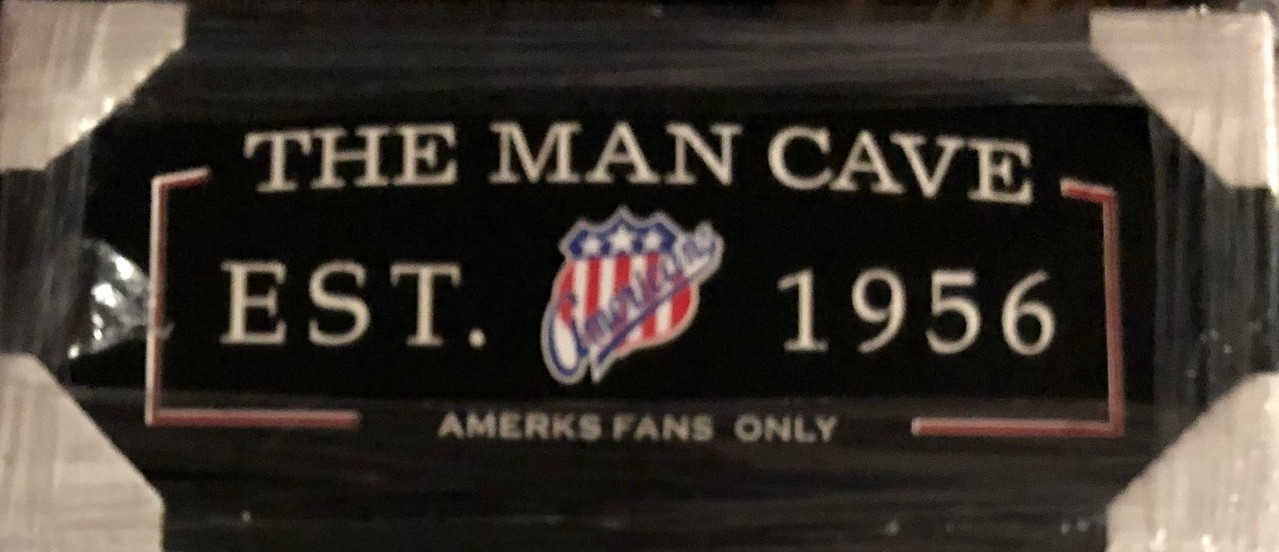 THE MAN CAVE
EST. Americans 1956
AMERKS FANS ONLY